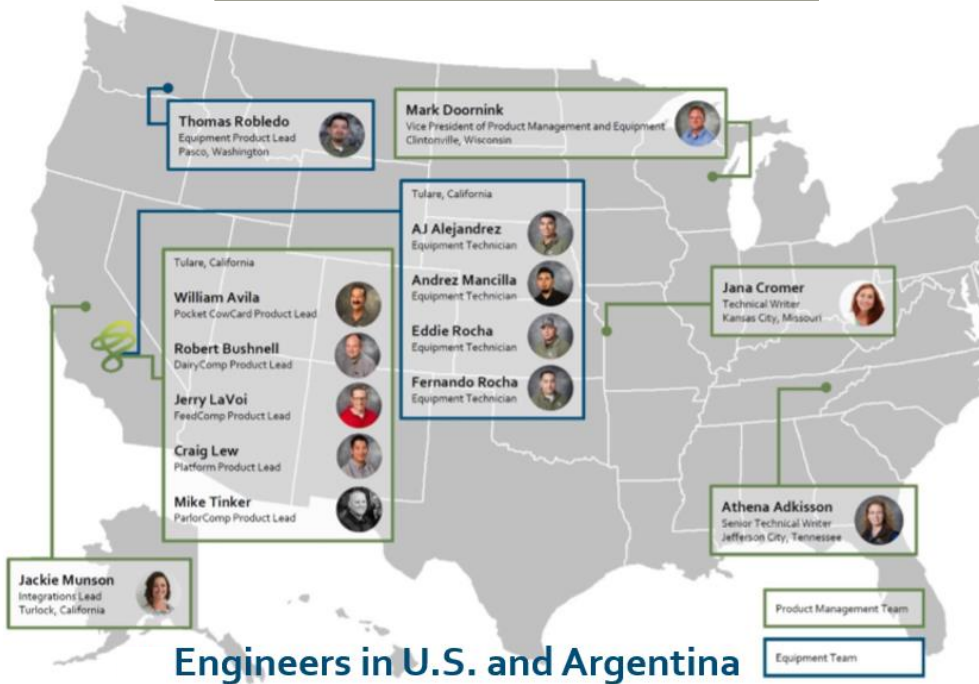 Thomas Robledo
Equipment Product Lead
Pasco, Washington
Mark Doornink
Vice President of Product Management and Equipment
Clintonville, Wisconsin
Tulare, California
AJ Alejandrez
Equipment Technician
Andrez Mancilla
Equipment Technician
Eddie Rocha
Equipment Technician
Fernando Rocha
Equipment Technician
Tulare, California
William Avila
Pocket CowCard Product Lead
Robert Bushnell
DairyComp Product Lead
Jerry LaVoi
FeedComp Product Lead
Craig Lew
Platform Product Lead
Mike Tinker
ParlorComp Product Lead
Jana Cromer
Technical Writer
Kansas City, Missouri
Athena Adkisson
Senior Technical Writer
Jefferson City, Tennessee
Jackie Munson
Integrations Lead
Turlock, California
Product Management Team
Equipment Team
Engineers in U.S. and Argentina